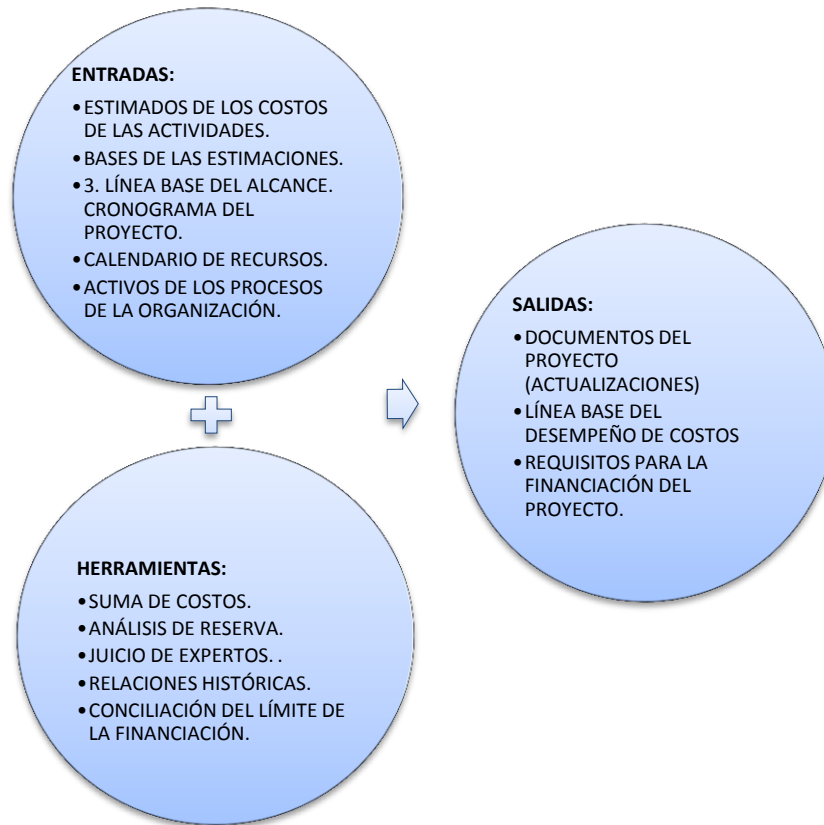 ENTRADAS:
•ESTIMADOS DE LOS COSTOS
DE LAS ACTIVIDADES.
•BASES DE LAS ESTIMACIONES.
•3. LÍNEA BASE DEL ALCANCE.
CRONOGRAMA DEL
PROYECTO.
•CALENDARIO DE RECURSOS.
•ACTIVOS DE LOS PROCESOS
DE LA ORGANIZACIÓN.
HERRAMIENTAS:
•SUMA DE COSTOS.
•ANÁLISIS DE RESERVA.
•JUICIO DE EXPERTOS. .
•RELACIONES HISTÓRICAS.
•CONCILIACIÓN DEL LÍMITE DE
LA FINANCIACIÓN.
SALIDAS:
•DOCUMENTOS DEL
PROYECTO
(ACTUALIZACIONES)
•LÍNEA BASE DEL
DESEMPEÑO DE COSTOS
•REQUISITOS PARA LA
FINANCIACIÓN DEL
PROYECTO.